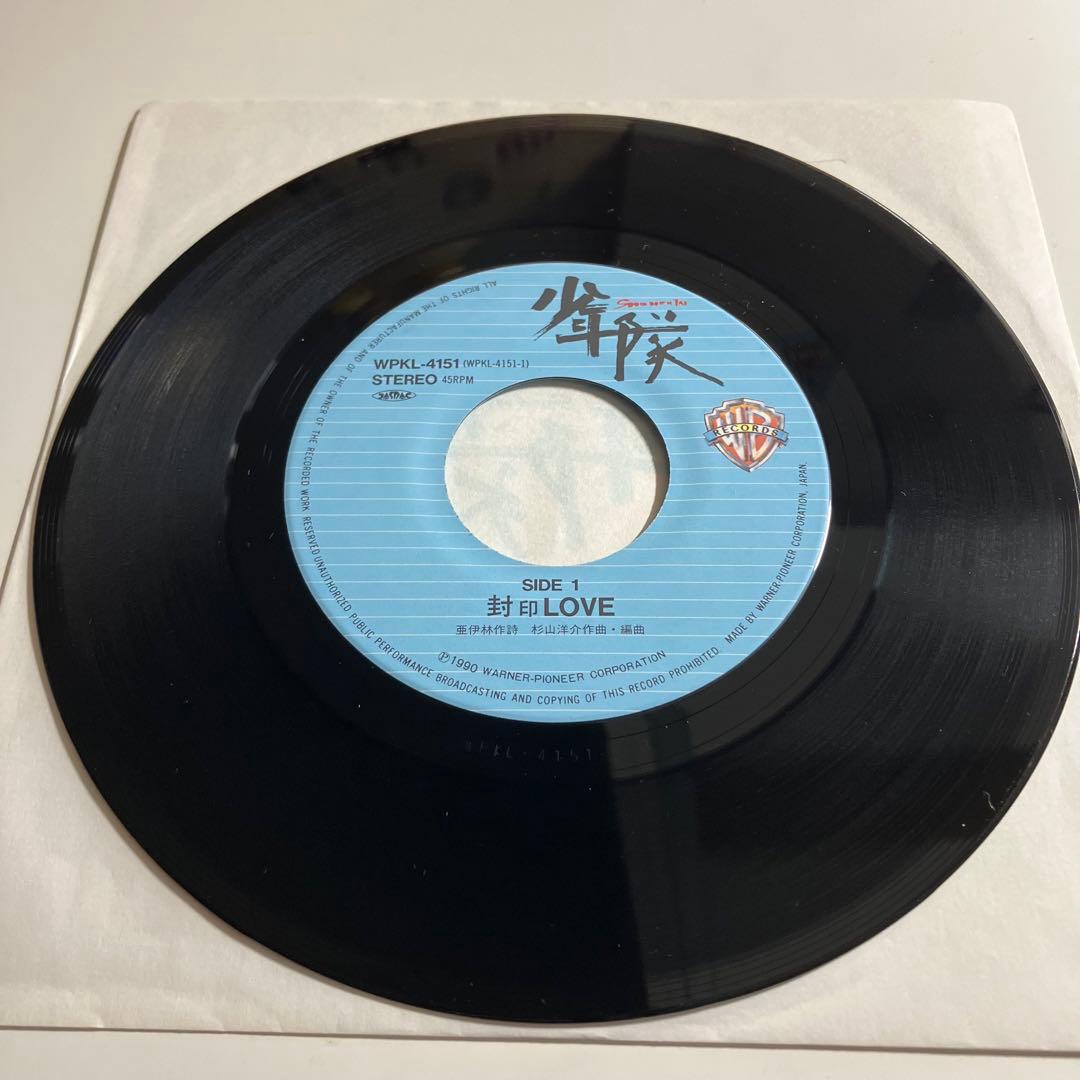 少年隊
WPKL-4151 (WPKL-4151-1)
STEREO 45RPM
JASRAC
W RECORDS
SIDE 1
封印LOVE
亜伊林作詩 杉山洋介作曲・編曲
Ⓟ1990 WARNER-PIONEER CORPORATION
ALL RIGHTS OF THE MANUFACTURER AND OF THE OWNER OF THE RECORDED WORK RESERVED UNAUTHORIZED PUBLIC PERFORMANCE BROADCASTING AND COPYING OF THIS RECORD PROHIBITED MADE BY WARNER-PIONEER CORPORATION, JAPAN.
WPKL-4151